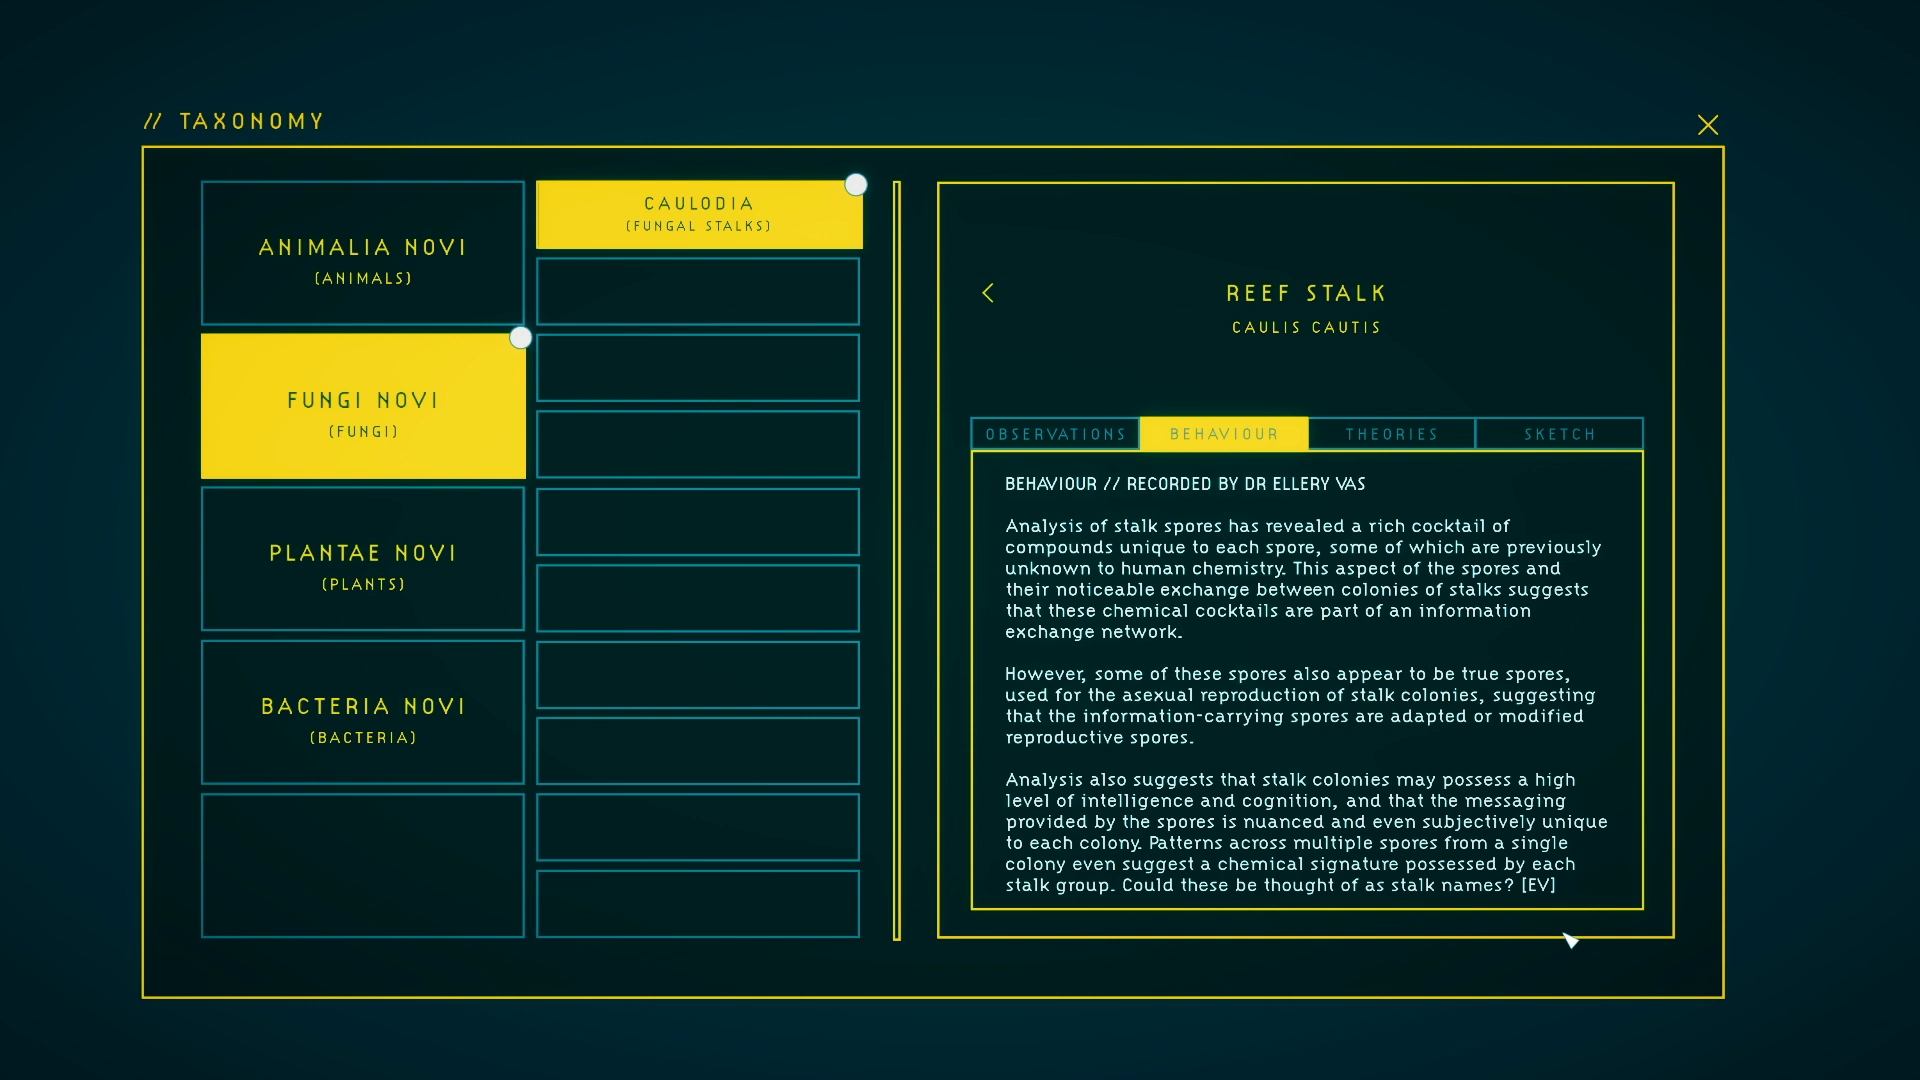 // TAXONOMY
ANIMALIA NOVI
(ANIMALS)
FUNGI NOVI
(FUNGI)
PLANTAE NOVI
(PLANTS)
BACTERIA NOVI
(BACTERIA)
CAULODIA
(FUNGAL STALKS)
REEF STALK
CAULIS CAUTIS
OBSERVATIONS BEHAVIOUR THEORIES SKETCH
BEHAVIOUR // RECORDED BY DR ELLERY VAS
Analysis of stalk spores has revealed a rich cocktail of
compounds unique to each spore, some of which are previously
unknown to human chemistry. This aspect of the spores and
their noticeable exchange between colonies of stalks suggests
that these chemical cocktails are part of an information
exchange network.
However, some of these spores also appear to be true spores,
used for the asexual reproduction of stalk colonies, suggesting
that the information-carrying spores are adapted or modified
reproductive spores.
Analysis also suggests that stalk colonies may possess a high
level of intelligence and cognition, and that the messaging
provided by the spores is nuanced and even subjectively unique
to each colony. Patterns across multiple spores from a single
colony even suggest a chemical signature possessed by each
stalk group. Could these be thought of as stalk names? [EV]